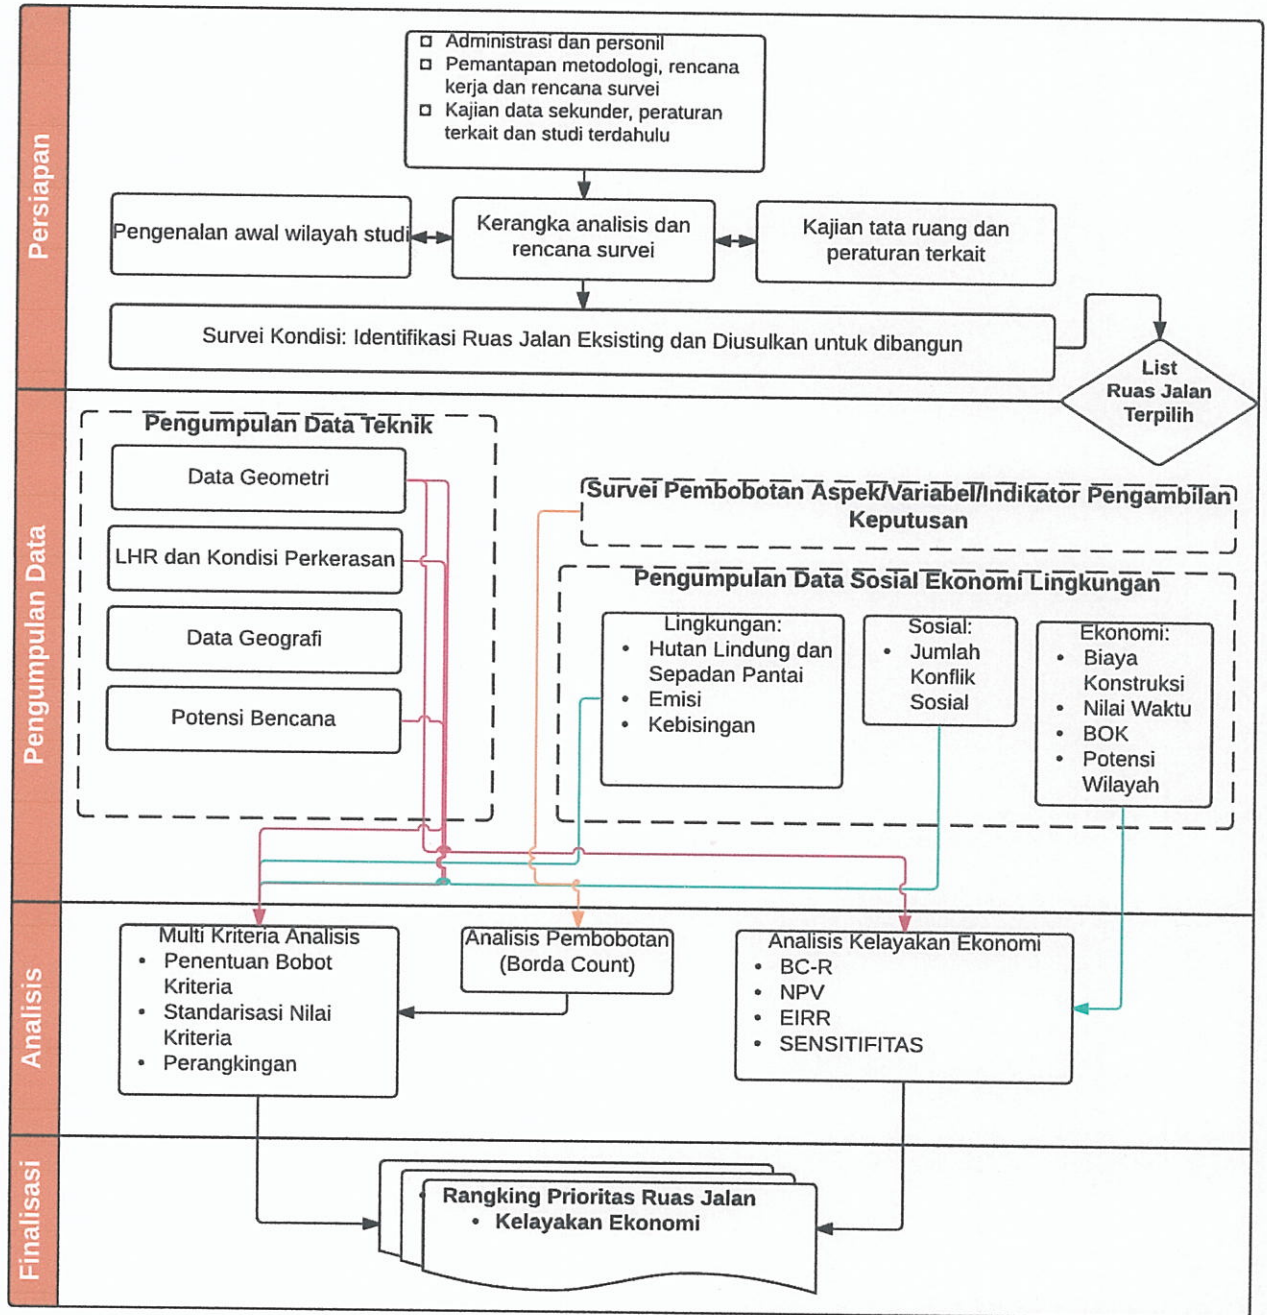 Persiapan
Administrasi dan personil
Pemantapan metodologi, rencana
kerja dan rencana survei
Kajian data sekunder, peraturan
terkait dan studi terdahulu
Pengenalan awal wilayah studi
Kerangka analisis dan
rencana survei
Kajian tata ruang dan
peraturan terkait
Survei Kondisi: Identifikasi Ruas Jalan Eksisting dan Diusulkan untuk dibangun
List
Ruas Jalan
Terpilih
Pengumpulan Data
Pengumpulan Data Teknik
Data Geometri
LHR dan Kondisi Perkerasan
Data Geografi
Potensi Bencana
Survei Pembobotan Aspek/Variabel/Indikator Pengambilan
Keputusan
Pengumpulan Data Sosial Ekonomi Lingkungan
Lingkungan:
• Hutan Lindung dan
Sepadan Pantai
• Emisi
• Kebisingan
Sosial:
• Jumlah
Konflik
Sosial
Ekonomi:
• Biaya
Konstruksi
• Nilai Waktu
• BOK
• Potensi
Wilayah
Analisis
Multi Kriteria Analisis
• Penentuan Bobot
Kriteria
• Standarisasi Nilai
Kriteria
• Perangkingan
Analisis Pembobotan
(Borda Count)
Analisis Kelayakan Ekonomi
• BC-R
• NPV
• EIRR
• SENSITIFITAS
Finalisasi
• Rangking Prioritas Ruas Jalan
• Kelayakan Ekonomi